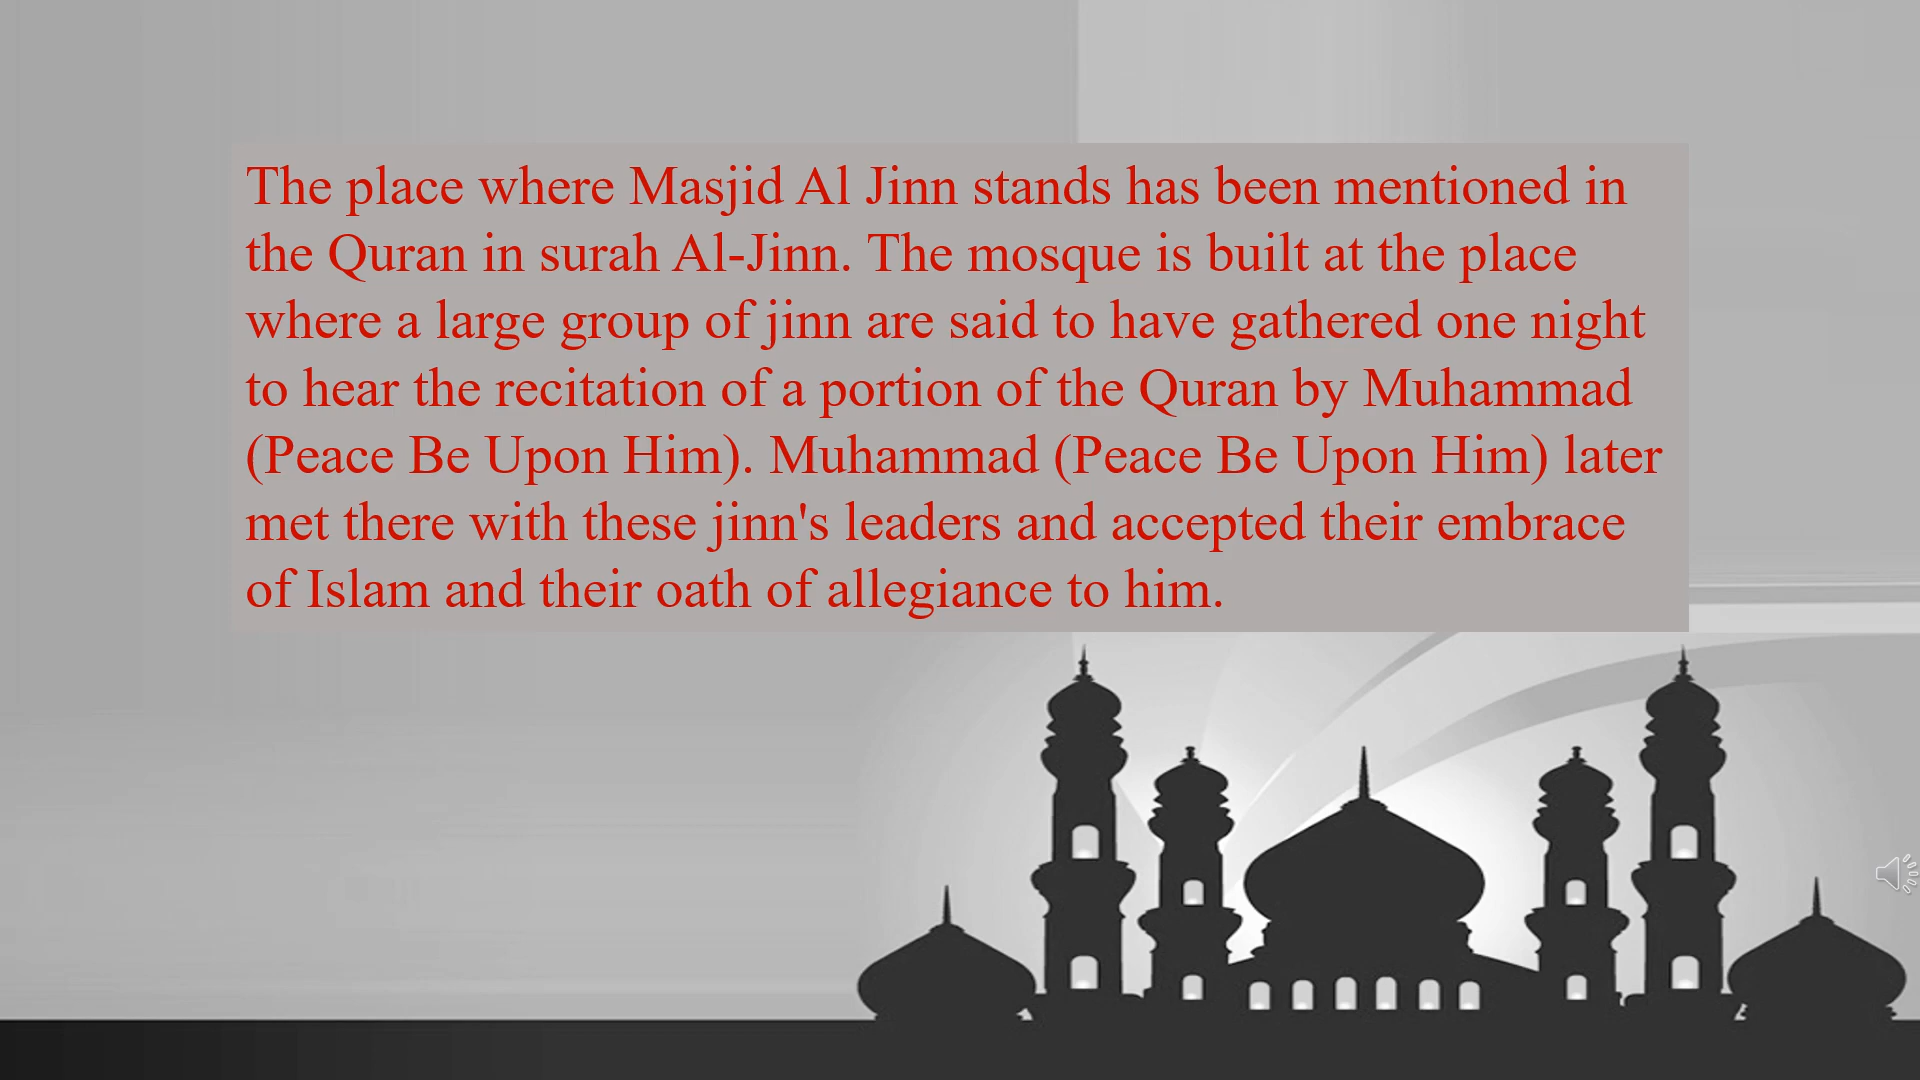 The place where Masjid Al Jinn stands has been mentioned in
the Quran in surah Al-Jinn. The mosque is built at the place
where a large group of jinn are said to have gathered one night
to hear the recitation of a portion of the Quran by Muhammad
(Peace Be Upon Him). Muhammad (Peace Be Upon Him) later
met there with these jinn's leaders and accepted their embrace
of Islam and their oath of allegiance to him.